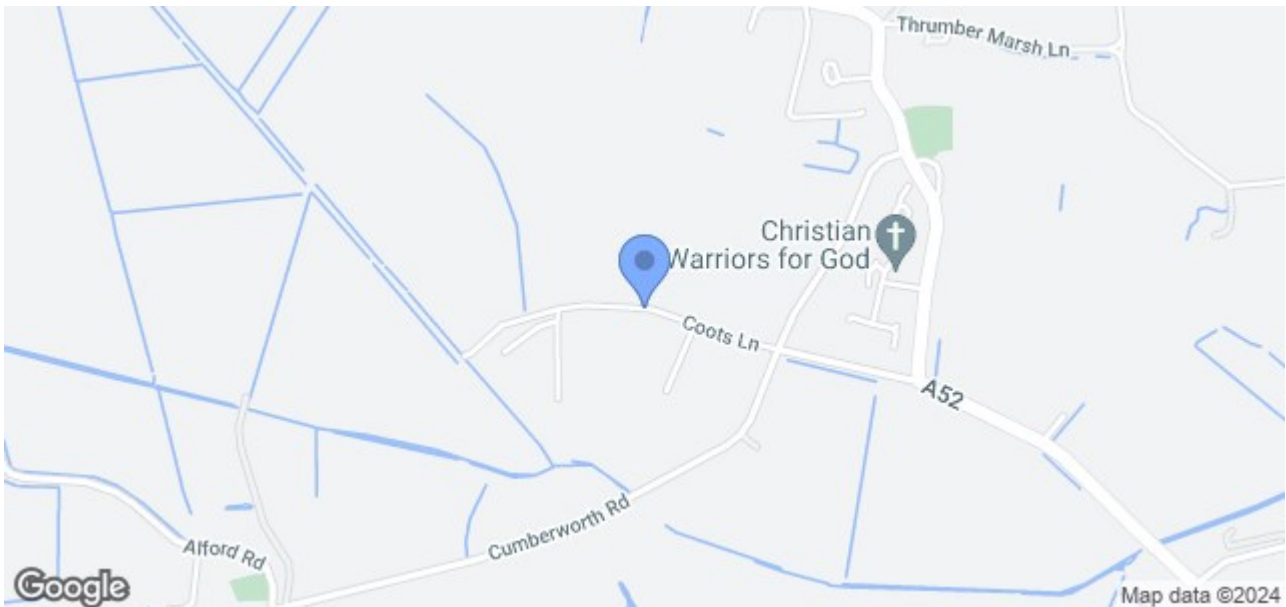 Thrumber Marsh Ln
Christian
Warriors for God
Coots Ln
A52
Cumberworth Rd
Alford Rd
Google
Map data ©2024